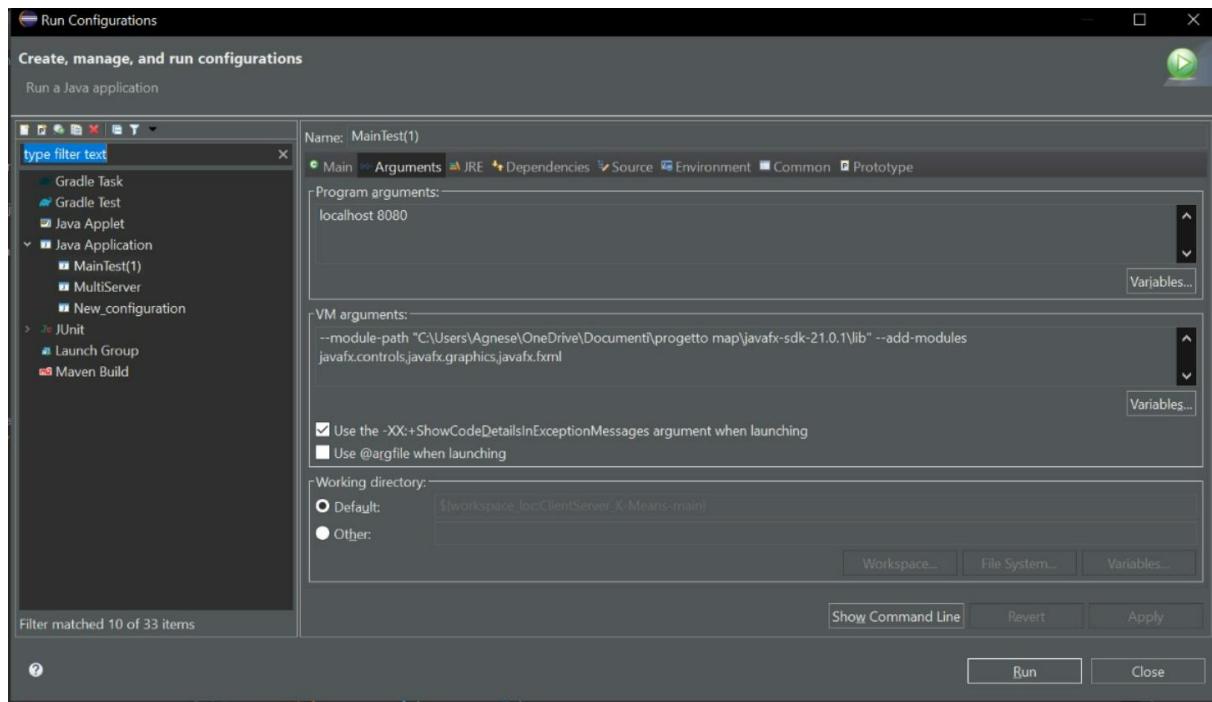 Run Configurations
Create, manage, and run configurations
Run a Java application
type filter text
Gradle Task
Gradle Test
Java Applet
Java Application
MainTest(1)
MultiServer
New_configuration
JUnit
Launch Group
Maven Build
Filter matched 10 of 33 items
Name: MainTest(1)
Main Arguments JRE Dependencies Source Environment Common Prototype
Program arguments:
localhost 8080
Variables...
VM arguments:
--module-path "C:\Users\Agnese\OneDrive\Documenti\progetto map\javafx-sdk-21.0.1\lib" --add-modules
javafx.controls,javafx.graphics,javafx.fxml
Variables...
Use the -XX:+ShowCodeDetailsInExceptionMessages argument when launching
Use @argfile when launching
Working directory:
Default: ${workspace_loc:ClientServer_K-Means-main}
Other:
Workspace... File System... Variables...
Show Command Line Revert Apply
Run Close